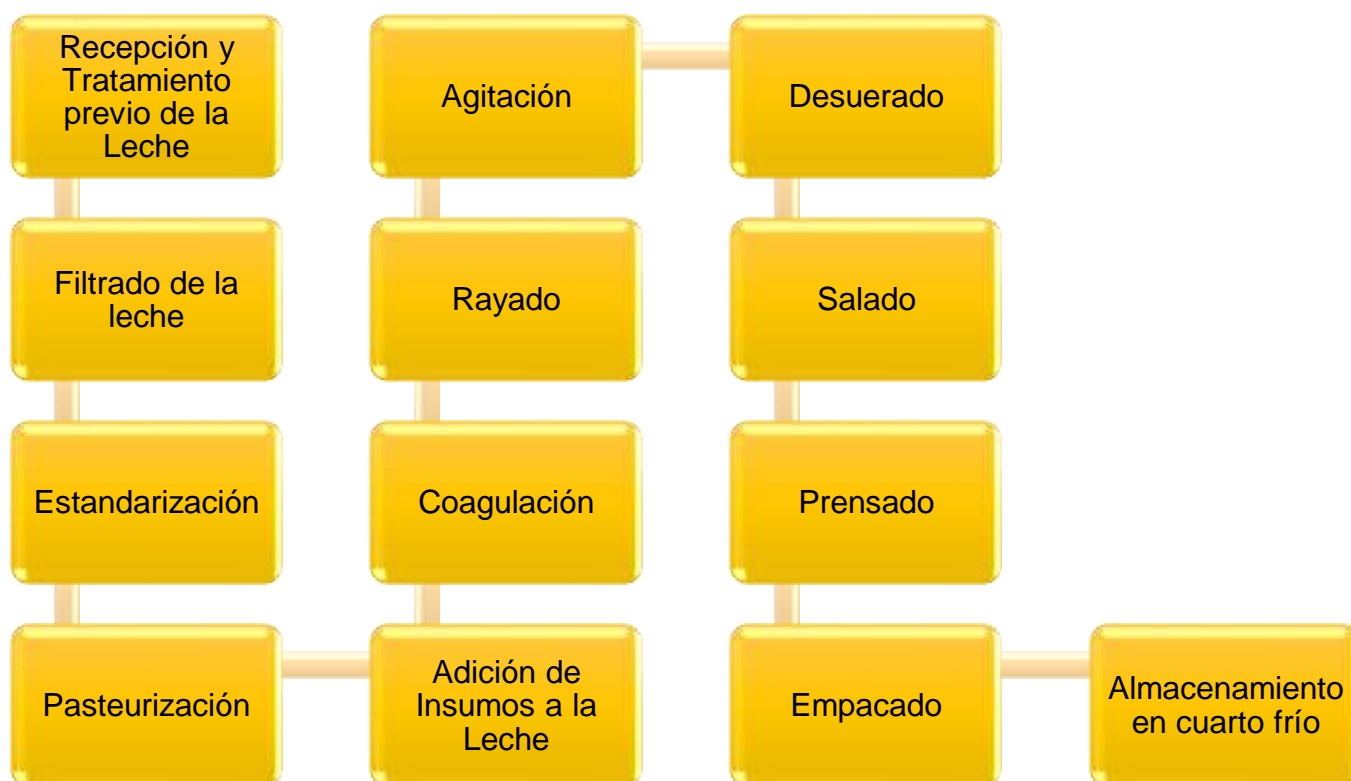 Recepción y
Tratamiento
previo de la
Leche
Filtrado de la
leche
Estandarización
Pasteurización
Adición de
Insumos a la
Leche
Coagulación
Rayado
Agitación
Desuerado
Salado
Prensado
Empacado
Almacenamiento
en cuarto frío